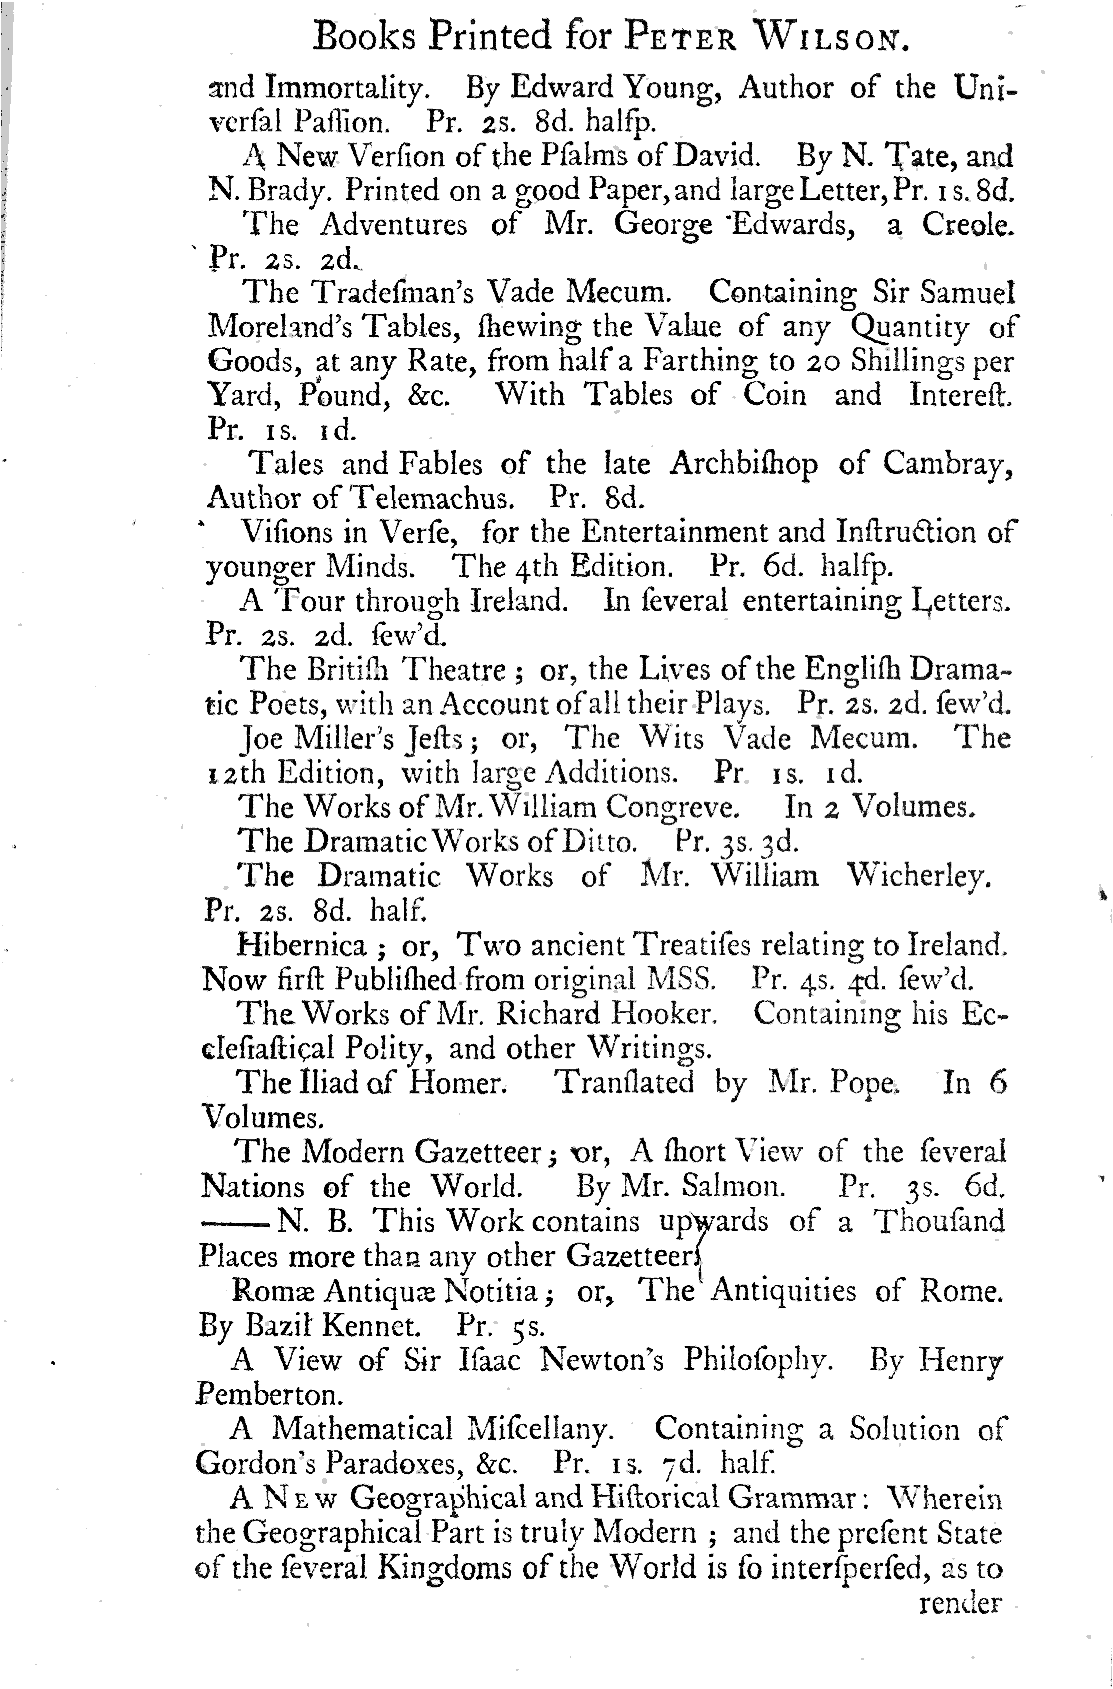 Books Printed for PETER WILSON.
and Immortality. By Edward Young, Author of the Uni-
verſal Paſſion. Pr. 2s. 8d. halfp.
A New Verſion of the Pſalms of David. By N. Tate, and
N. Brady. Printed on a good Paper, and large Letter, Pr. 1s. 8d.
The Adventures of Mr. George Edwards, a Creole.
Pr. 2s. 2d.
The Tradeſman's Vade Mecum. Containing Sir Samuel
Moreland's Tables, ſhewing the Value of any Quantity of
Goods, at any Rate, from half a Farthing to 20 Shillings per
Yard, Pound, &c. With Tables of Coin and Intereſt.
Pr. 1s. 1d.
Tales and Fables of the late Archbiſhop of Cambray,
Author of Telemachus. Pr. 8d.
Viſions in Verſe, for the Entertainment and Inſtruction of
younger Minds. The 4th Edition. Pr. 6d. halfp.
A Tour through Ireland. In ſeveral entertaining Letters.
Pr. 2s. 2d. ſew'd.
The Britiſh Theatre ; or, the Lives of the Engliſh Drama-
tic Poets, with an Account of all their Plays. Pr. 2s. 2d. ſew'd.
Joe Miller's Jeſts ; or, The Wits Vade Mecum. The
12th Edition, with large Additions. Pr. 1s. 1d.
The Works of Mr. William Congreve. In 2 Volumes.
The Dramatic Works of Ditto. Pr. 3s. 3d.
The Dramatic Works of Mr. William Wicherley.
Pr. 2s. 8d. half.
Hibernica ; or, Two ancient Treatiſes relating to Ireland.
Now firſt Publiſhed from original MSS. Pr. 4s. 4d. ſew'd.
The Works of Mr. Richard Hooker. Containing his Ec-
cleſiaſtical Polity, and other Writings.
The Iliad of Homer. Tranſlated by Mr. Pope. In 6
Volumes.
The Modern Gazetteer ; or, A ſhort View of the ſeveral
Nations of the World. By Mr. Salmon. Pr. 3s. 6d.
—— N. B. This Work contains upwards of a Thouſand
Places more than any other Gazetteer.
Romæ Antiquæ Notitia ; or, The Antiquities of Rome.
By Bazil Kennet. Pr. 5s.
A View of Sir Iſaac Newton's Philoſophy. By Henry
Pemberton.
A Mathematical Miſcellany. Containing a Solution of
Gordon's Paradoxes, &c. Pr. 1s. 7d. half.
A NEW Geographical and Hiſtorical Grammar : Wherein
the Geographical Part is truly Modern ; and the preſent State
of the ſeveral Kingdoms of the World is ſo interſperſed, as to
render